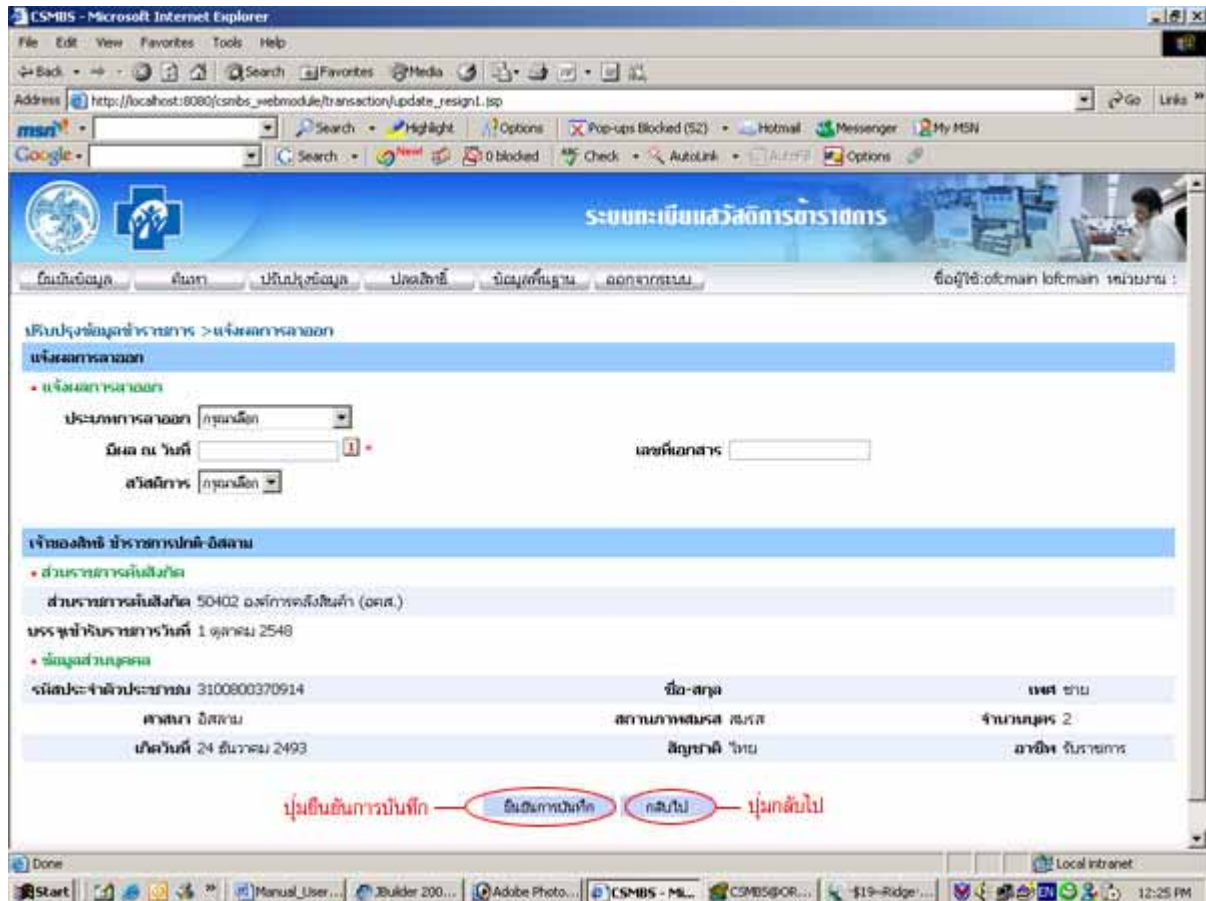 CSMBS - Microsoft Internet Explorer
File Edit View Favorites Tools Help
Back Search Favorites Media
Address http://localhost:8080/csmbs_webmodule/transaction/update_resign1.jsp Go Links »
msn Search Highlight Options Pop-ups Blocked (52) Hotmail Messenger My MSN
Google Search New! 0 blocked Check AutoLink AutoFill Options
ระบบทะเบียนสวัสดิการข้าราชการ
ยืนยันข้อมูล ค้นหา ปรับปรุงข้อมูล ปลดสิทธิ์ ข้อมูลพื้นฐาน ออกจากระบบ ชื่อผู้ใช้:ofcmain lofcmain หน่วยงาน :
ปรับปรุงข้อมูลข้าราชการ >แจ้งผลการลาออก
แจ้งผลการลาออก
แจ้งผลการลาออก
ประเภทการลาออก กรุณาเลือก
มีผล ณ วันที่ * เลขที่เอกสาร
สวัสดิการ กรุณาเลือก
เจ้าของสิทธิ ข้าราชการปกติ-อิสลาม
ส่วนราชการต้นสังกัด
ส่วนราชการต้นสังกัด 50402 องค์การคลังสินค้า (อคส.)
บรรจุเข้ารับราชการวันที่ 1 ตุลาคม 2548
ข้อมูลส่วนบุคคล
รหัสประจำตัวประชาชน 3100800370914 ชื่อ-สกุล เพศ ชาย
ศาสนา อิสลาม สถานภาพสมรส สมรส จำนวนบุตร 2
เกิดวันที่ 24 ธันวาคม 2493 สัญชาติ ไทย อาชีพ รับราชการ
ปุ่มยืนยันการบันทึก ยืนยันการบันทึก กลับไป ปุ่มกลับไป
Done Local intranet
Start » Manual_User... JBuilder 200... Adobe Photo... CSMBS - Mi... CSMBS@OR... $19~Ridge ... EN 12:25 PM